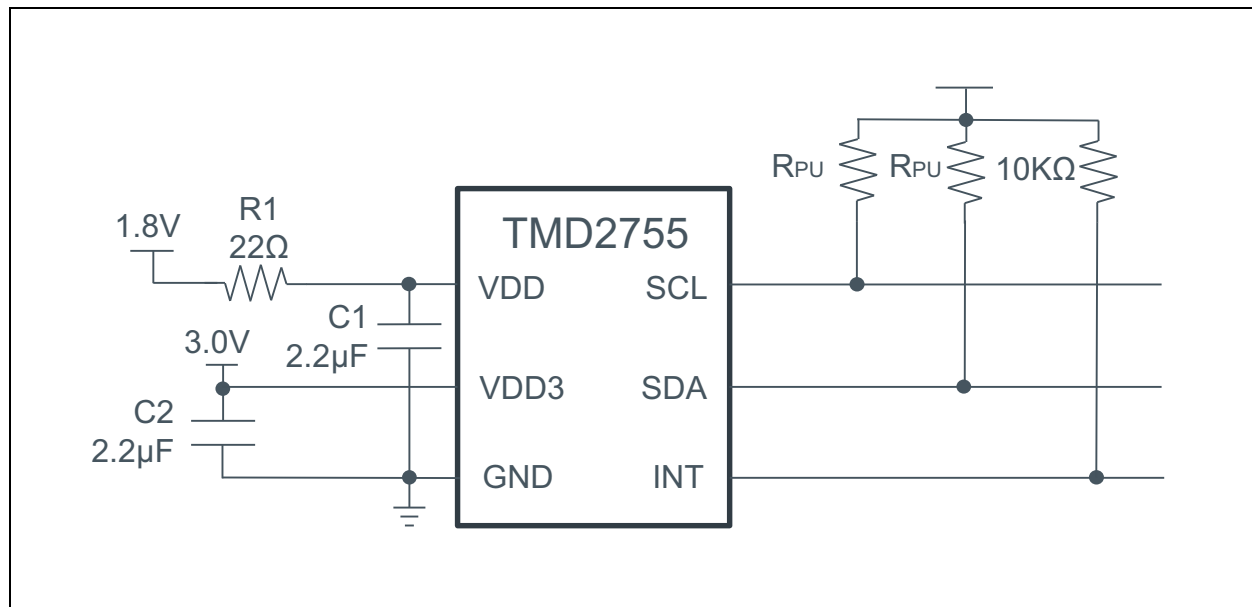 RPU
RPU
10KΩ
R1
22Ω
1.8V
TMD2755
VDD
SCL
C1
2.2µF
3.0V
VDD3
SDA
C2
2.2µF
GND
INT